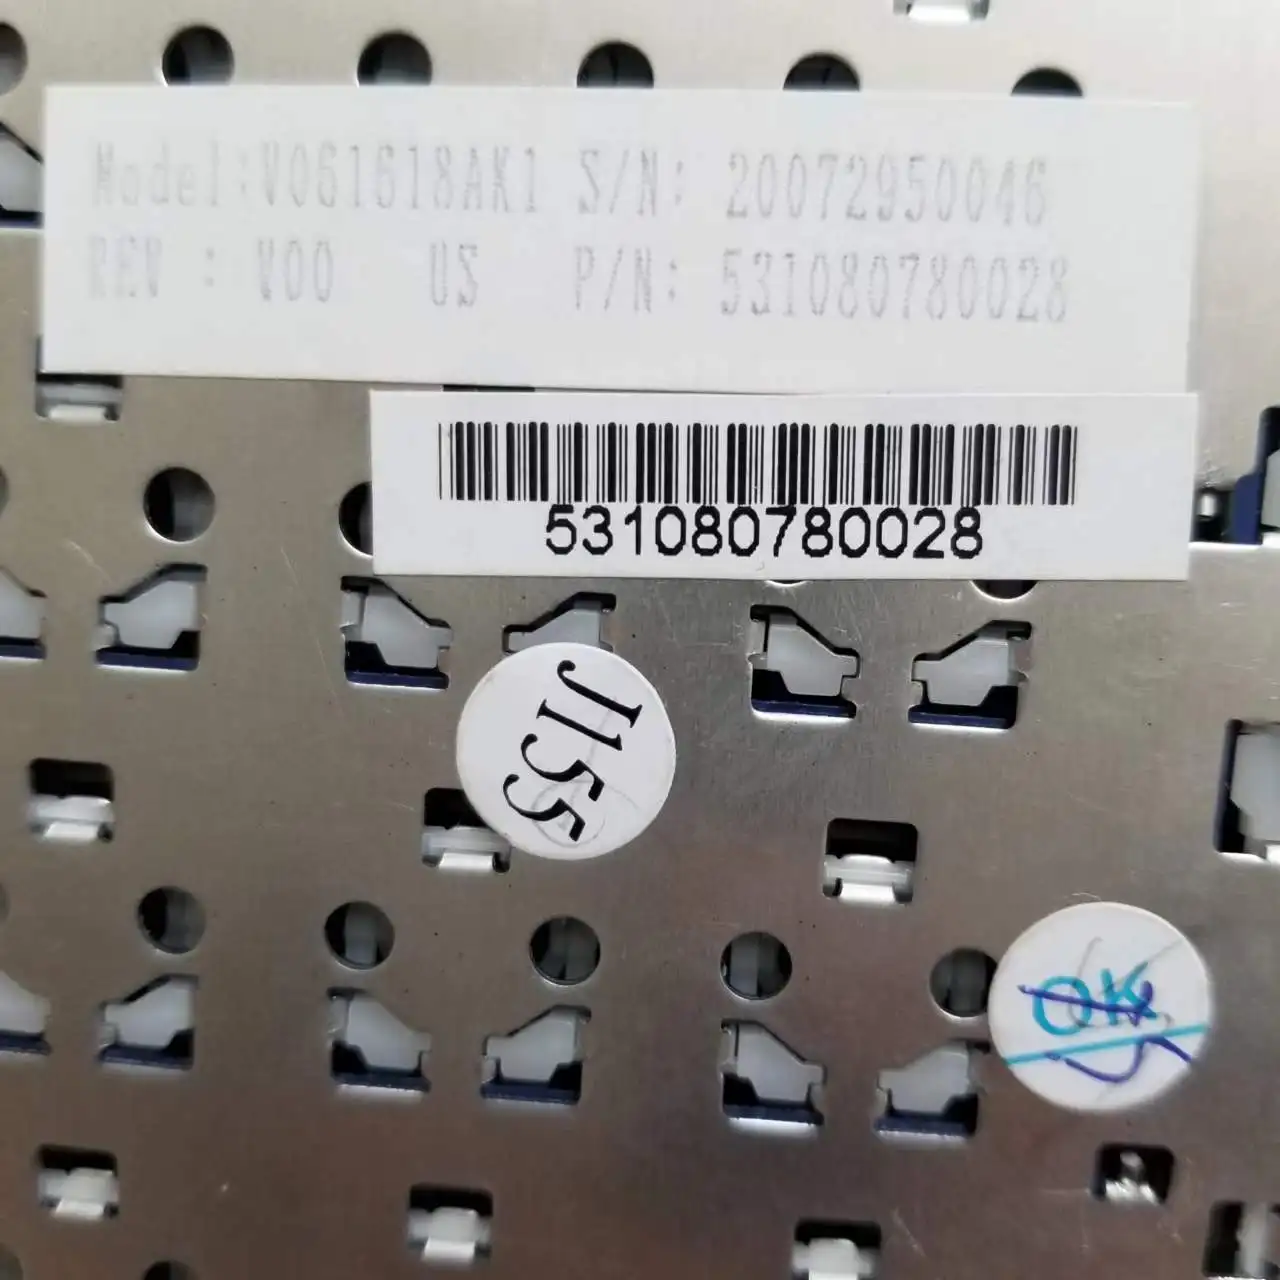 Model:V061618AK1 S/N: 20072950046
REV : V00 US P/N: 531080780028
531080780028
J155
OK